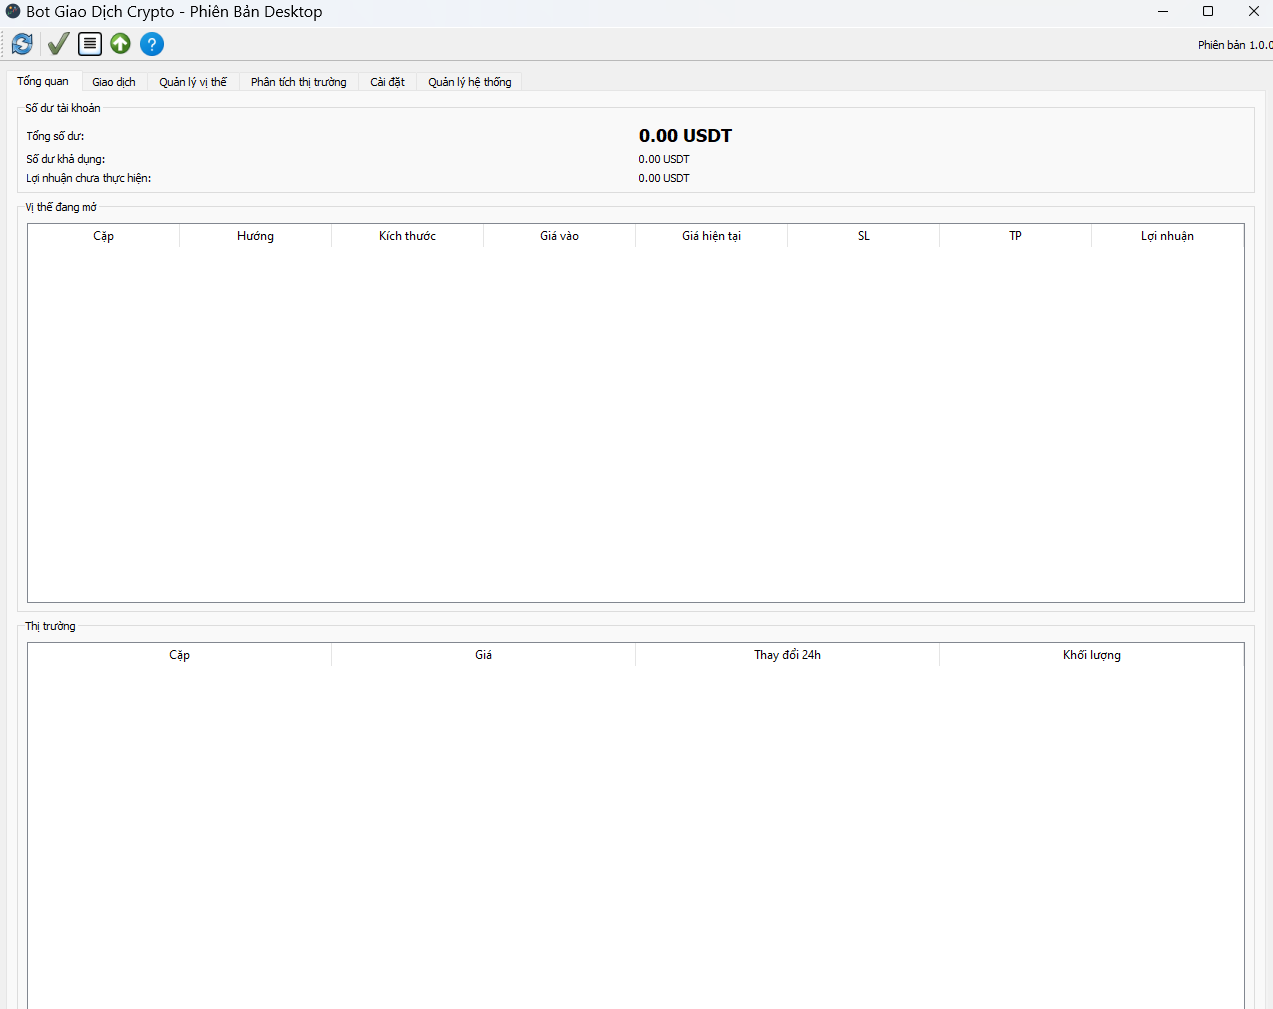 Bot Giao Dịch Crypto - Phiên Bản Desktop
Phiên bản 1.0.0
Tổng quan Giao dịch Quản lý vị thế Phân tích thị trường Cài đặt Quản lý hệ thống
Số dư tài khoản
Tổng số dư: 0.00 USDT
Số dư khả dụng: 0.00 USDT
Lợi nhuận chưa thực hiện: 0.00 USDT
Vị thế đang mở
Cặp Hướng Kích thước Giá vào Giá hiện tại SL TP Lợi nhuận
Thị trường
Cặp Giá Thay đổi 24h Khối lượng